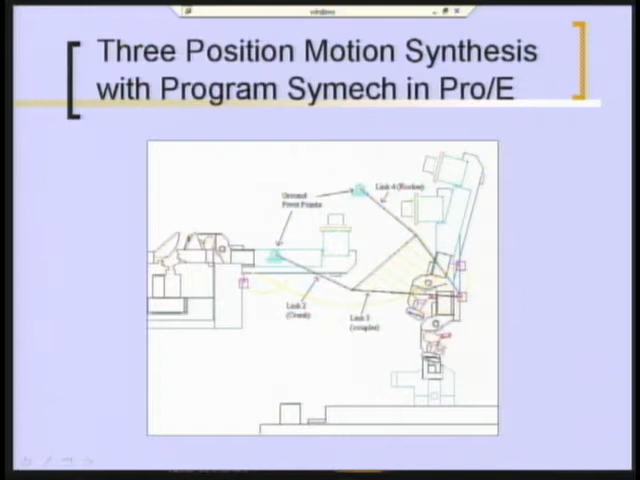 windows
Three Position Motion Synthesis
with Program Symech in Pro/E
Ground
Pivot Points
Link 4 (Rocker)
Link 2
(Crank)
Link 3
(coupler)